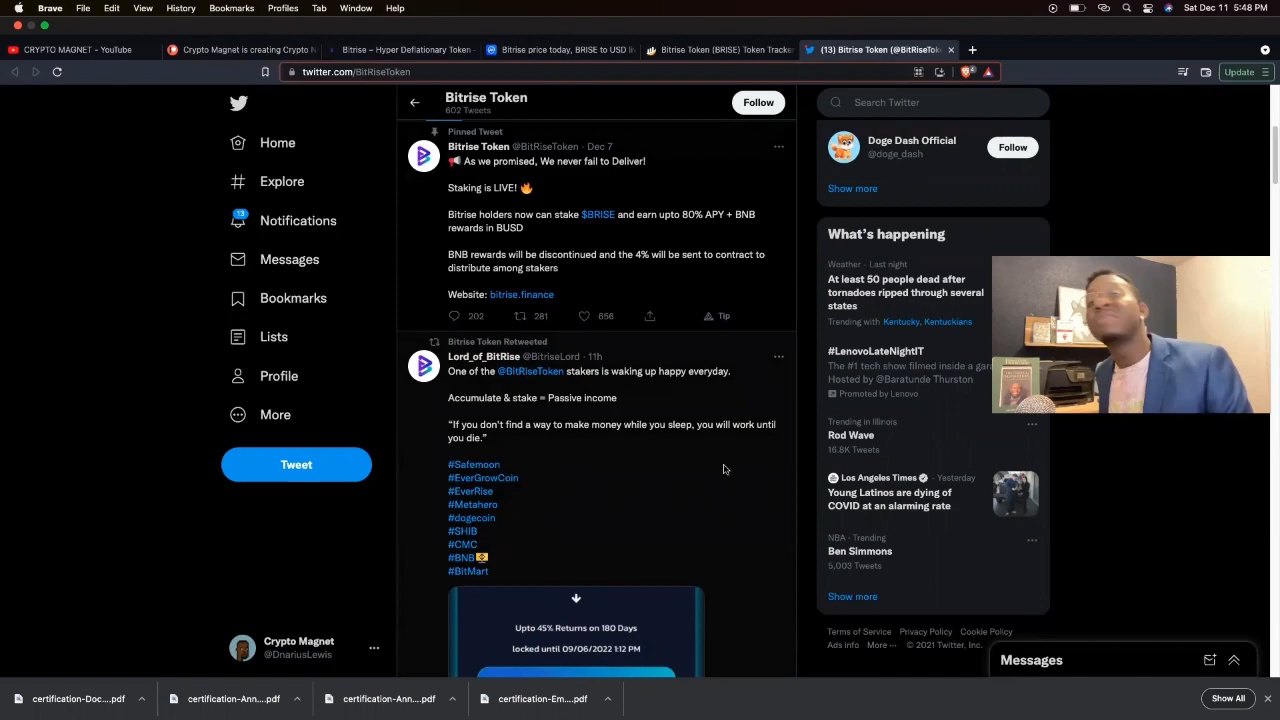 Brave File Edit View History Bookmarks Profiles Tab Window Help
Sat Dec 11 5:48 PM
CRYPTO MAGNET - YouTube
Crypto Magnet is creating Crypto
Bitrise – Hyper Deflationary Token
Bitrise price today, BRISE to USD li
Bitrise Token (BRISE) Token Tracker
(13) Bitrise Token (@BitRiseTok
twitter.com/BitRiseToken
4
Update
Home
Explore
13
Notifications
Messages
Bookmarks
Lists
Profile
More
Tweet
Crypto Magnet
@DnariusLewis
Bitrise Token
602 Tweets
Follow
Pinned Tweet
Bitrise Token @BitRiseToken · Dec 7
📢 As we promised, We never fail to Deliver!
Staking is LIVE! 🔥
Bitrise holders now can stake $BRISE and earn upto 80% APY + BNB
rewards in BUSD
BNB rewards will be discontinued and the 4% will be sent to contract to
distribute among stakers
Website: bitrise.finance
202 281 656 Tip
Bitrise Token Retweeted
Lord_of_BitRise @BitriseLord · 11h
One of the @BitRiseToken stakers is waking up happy everyday.
Accumulate & stake = Passive income
“If you don't find a way to make money while you sleep, you will work until
you die.”
#Safemoon
#EverGrowCoin
#EverRise
#Metahero
#dogecoin
#SHIB
#CMC
#BNB
#BitMart
Upto 45% Returns on 180 Days
locked until 09/06/2022 1:12 PM
Search Twitter
Doge Dash Official
@doge_dash
Follow
Show more
What's happening
Weather · Last night
At least 50 people dead after
tornadoes ripped through several
states
Trending with Kentucky, Kentuckians
#LenovoLateNightIT
The #1 tech show filmed inside a
Hosted by @Baratunde Thurston
Promoted by Lenovo
Trending in Illinois
Rod Wave
16.8K Tweets
Los Angeles Times · Yesterday
Young Latinos are dying of
COVID at an alarming rate
NBA · Trending
Ben Simmons
5,003 Tweets
Show more
Terms of Service Privacy Policy Cookie Policy
Ads info More ··· © 2021 Twitter, Inc.
Messages
certification-Doc....pdf
certification-Ann....pdf
certification-Ann....pdf
certification-Em....pdf
Show All